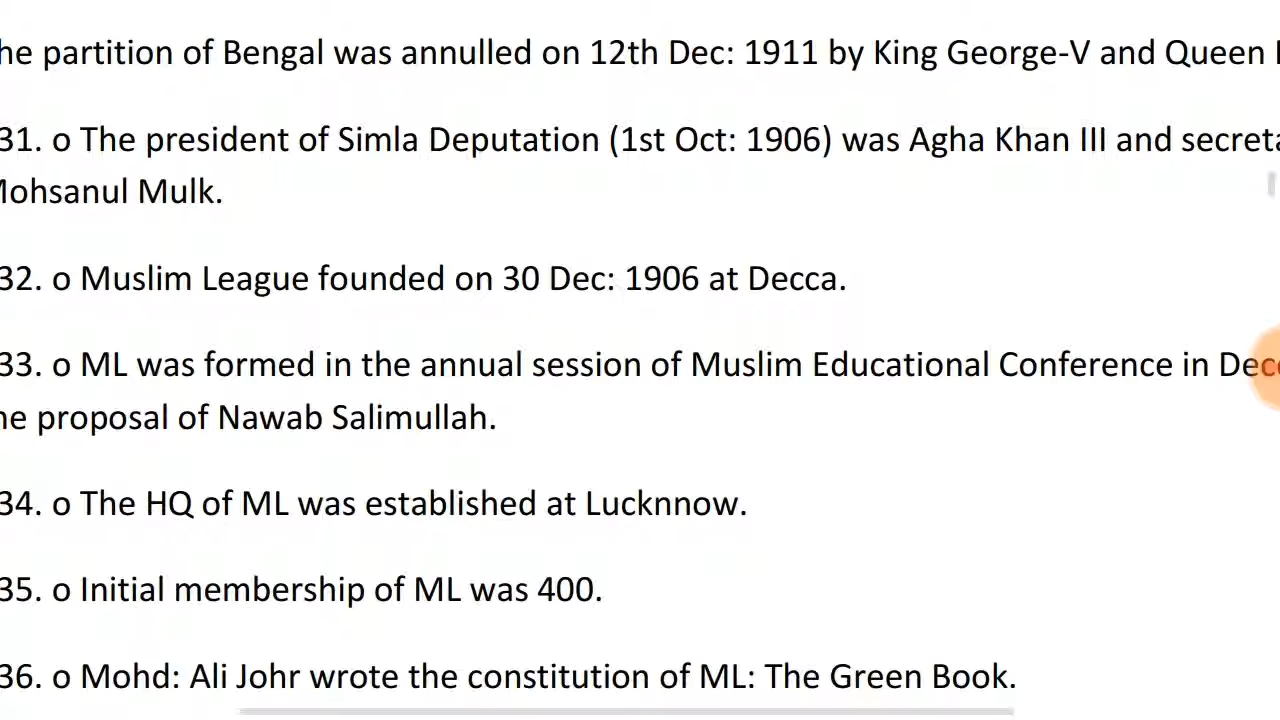 he partition of Bengal was annulled on 12th Dec: 1911 by King George-V and Queen
31. o The president of Simla Deputation (1st Oct: 1906) was Agha Khan III and secreta
Mohsanul Mulk.
32. o Muslim League founded on 30 Dec: 1906 at Decca.
33. o ML was formed in the annual session of Muslim Educational Conference in Decc
he proposal of Nawab Salimullah.
34. o The HQ of ML was established at Lucknnow.
35. o Initial membership of ML was 400.
36. o Mohd: Ali Johr wrote the constitution of ML: The Green Book.